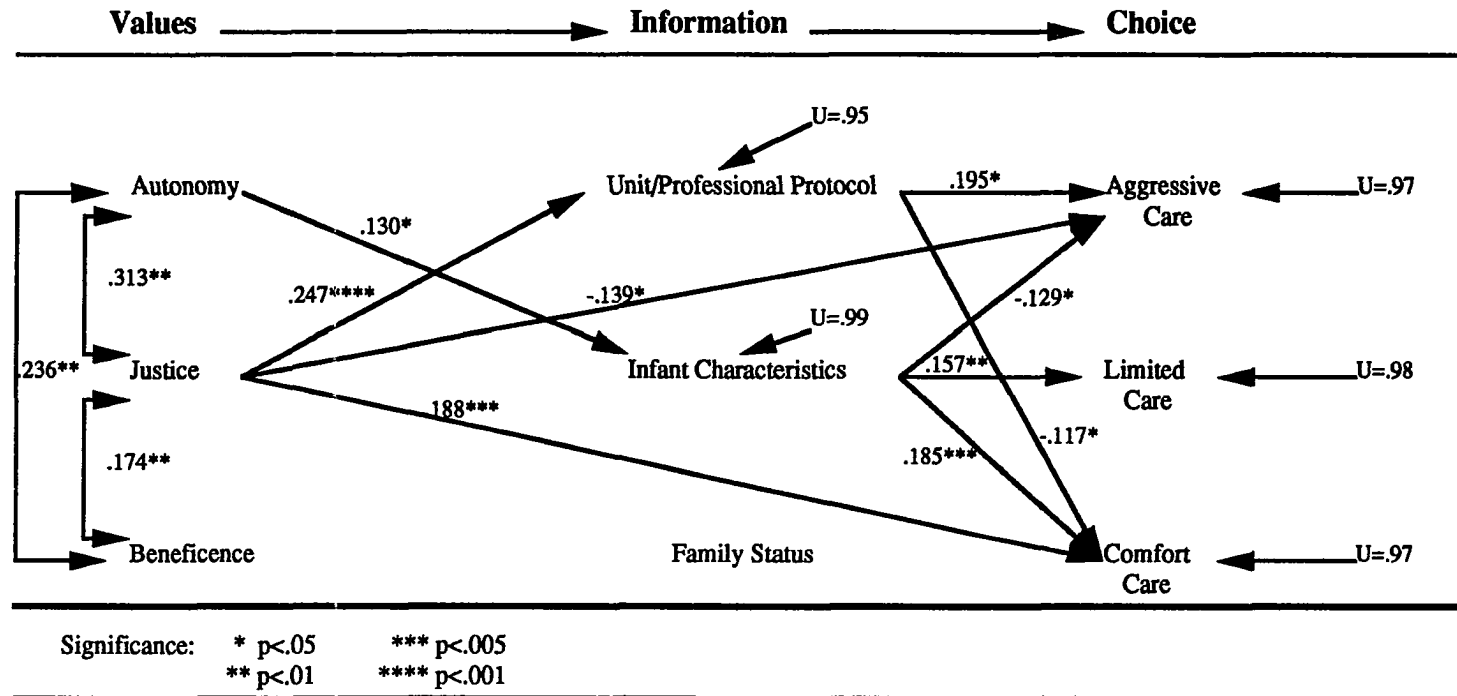 Values Information Choice
U=.95
Autonomy Unit/Professional Protocol .195* Aggressive Care U=.97
.130*
.313** .247**** -.139* -.129*
U=.99
.236** Justice Infant Characteristics .157** Limited Care U=.98
.188***
-.117*
.174** .185***
Beneficence Family Status Comfort Care U=.97
Significance: * p<.05 *** p<.005
** p<.01 **** p<.001